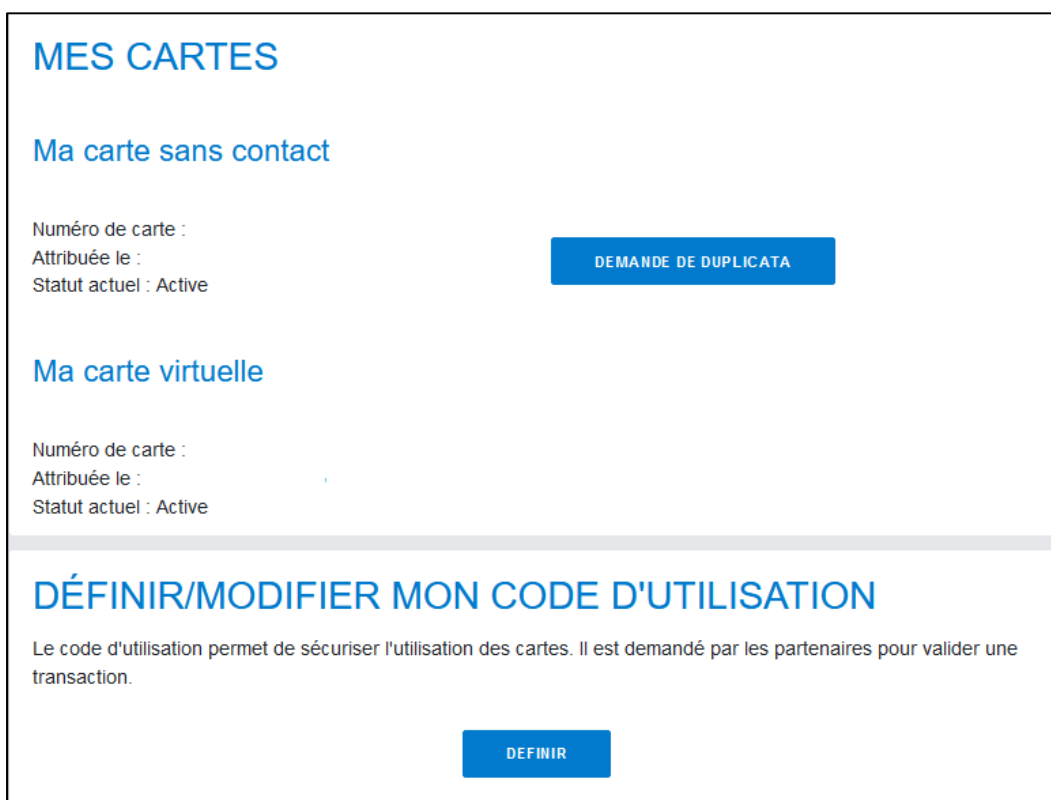 MES CARTES
Ma carte sans contact
Numéro de carte :
Attribuée le :
Statut actuel : Active
DEMANDE DE DUPLICATA
Ma carte virtuelle
Numéro de carte :
Attribuée le :
Statut actuel : Active
DÉFINIR/MODIFIER MON CODE D'UTILISATION
Le code d'utilisation permet de sécuriser l'utilisation des cartes. Il est demandé par les partenaires pour valider une
transaction.
DEFINIR